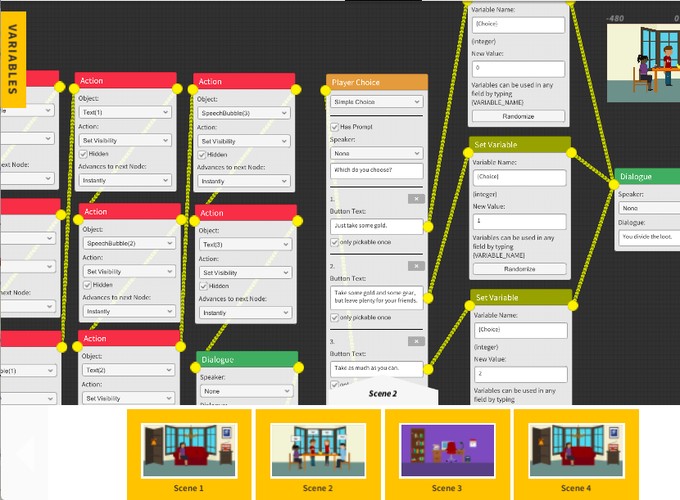 VARIABLES
Action
Object:
Text(1)
Action:
Set Visibility
Hidden
Advances to next Node:
Instantly
Action
Object:
SpeechBubble(3)
Action:
Set Visibility
Hidden
Advances to next Node:
Instantly
Action
Object:
SpeechBubble(2)
Action:
Set Visibility
Hidden
Advances to next Node:
Instantly
Action
Object:
Text(3)
Action:
Set Visibility
Hidden
Advances to next Node:
Instantly
Action
Object:
Text(2)
Action:
Set Visibility
Dialogue
Speaker:
None
Player Choice
Simple Choice
Has Prompt
Speaker:
None
Which do you choose?
1.
Button Text:
Just take some gold.
only pickable once
2.
Button Text:
Take some gold and some gear,
but leave plenty for your friends.
only pickable once
3.
Button Text:
Take as much as you can.
Variable Name:
{Choice}
(integer)
New Value:
0
Variables can be used in any
field by typing
{VARIABLE_NAME}
Randomize
Set Variable
Variable Name:
{Choice}
(integer)
New Value:
1
Variables can be used in any
field by typing
{VARIABLE_NAME}
Randomize
Set Variable
Variable Name:
{Choice}
(integer)
New Value:
2
Variables can be used in any
field by typing
Dialogue
Speaker:
None
Dialogue:
You divide the loot.
-480
0
Scene 2
Scene 1
Scene 2
Scene 3
Scene 4